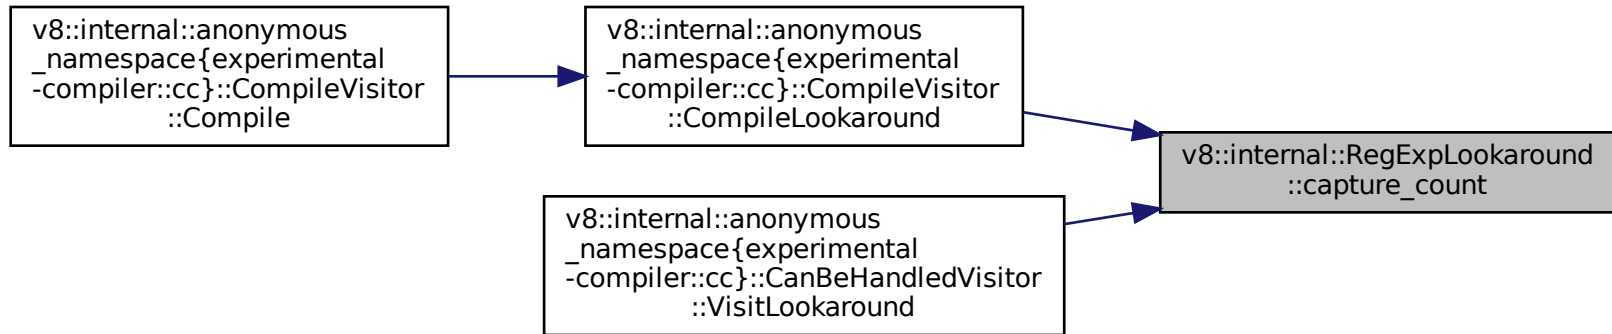 v8::internal::anonymous
_namespace{experimental
-compiler::cc}::CompileVisitor
::Compile
v8::internal::anonymous
_namespace{experimental
-compiler::cc}::CompileVisitor
::CompileLookaround
v8::internal::RegExpLookaround
::capture_count
v8::internal::anonymous
_namespace{experimental
-compiler::cc}::CanBeHandledVisitor
::VisitLookaround